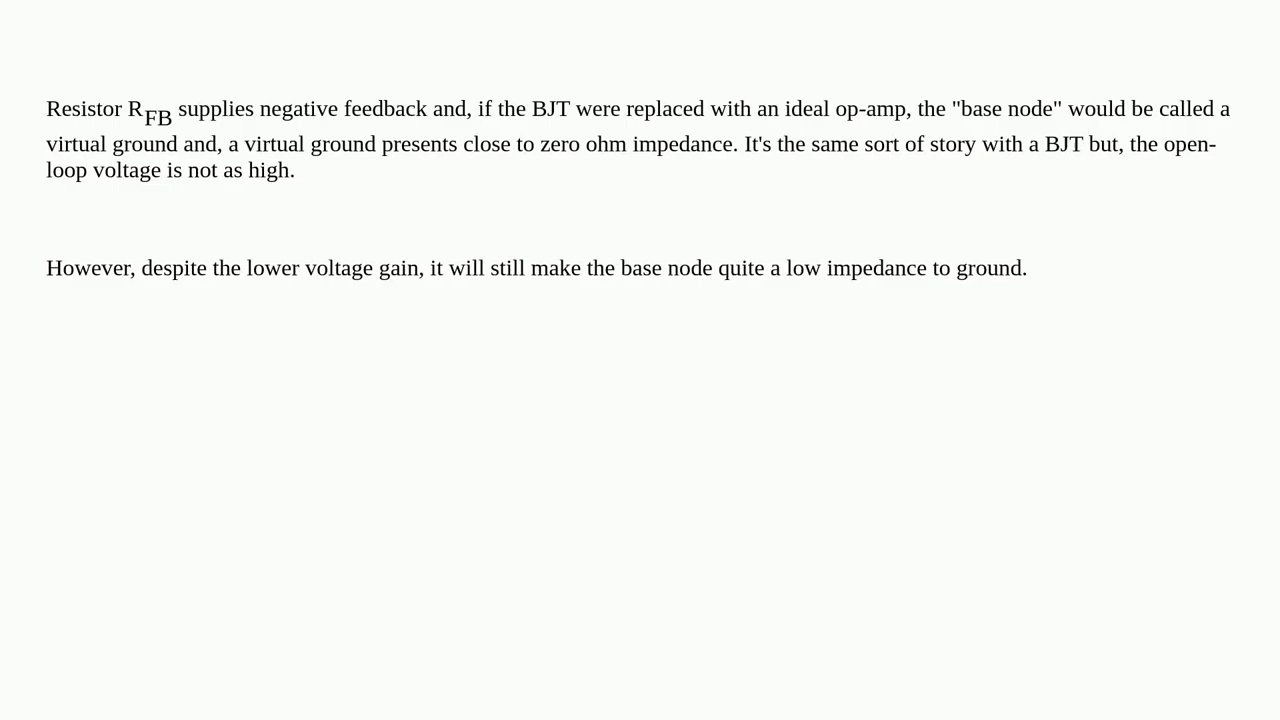 Resistor RFB supplies negative feedback and, if the BJT were replaced with an ideal op-amp, the "base node" would be called a
virtual ground and, a virtual ground presents close to zero ohm impedance. It's the same sort of story with a BJT but, the open-
loop voltage is not as high.
However, despite the lower voltage gain, it will still make the base node quite a low impedance to ground.